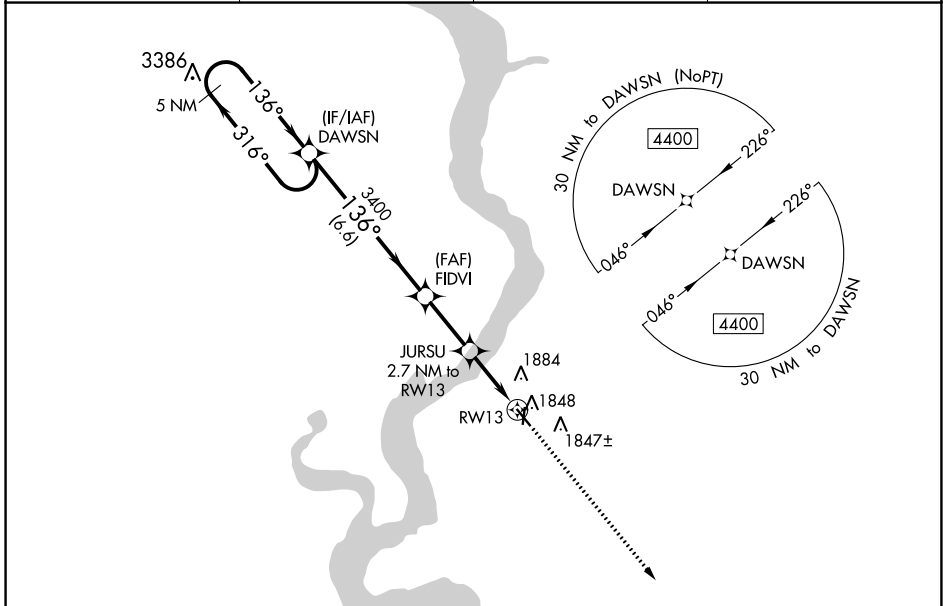 3386
5 NM
136°
316°
(IF/IAF)
DAWSN
3400
136°
(6.6)
(FAF)
FIDVI
JURSU
2.7 NM to
RW13
RW13
1884
1848
1847±
30 NM to DAWSN (NoPT)
4400
226°
DAWSN
046°
226°
DAWSN
046°
4400
30 NM to DAWSN